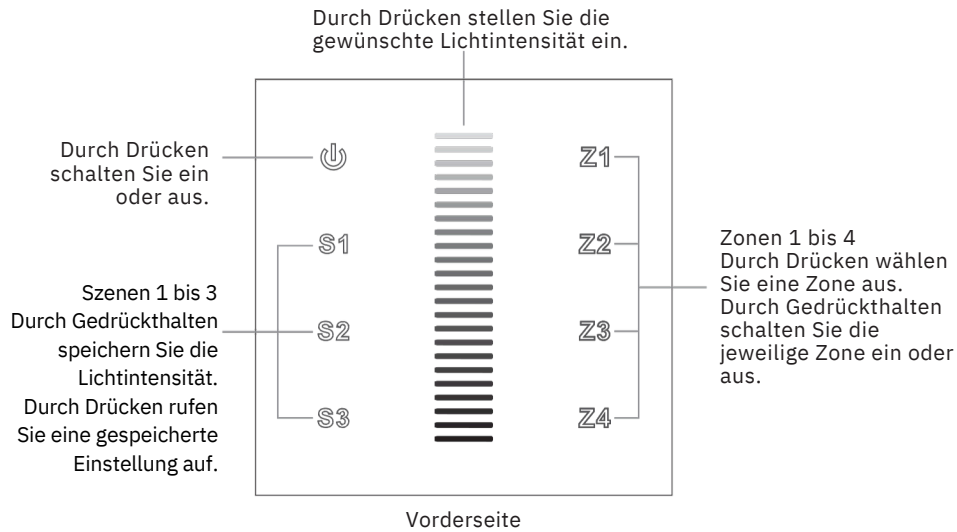 Durch Drücken stellen Sie die
gewünschte Lichtintensität ein.
Durch Drücken
schalten Sie ein
oder aus.
Szenen 1 bis 3
Durch Gedrückthalten
speichern Sie die
Lichtintensität.
Durch Drücken rufen
Sie eine gespeicherte
Einstellung auf.
S1
S2
S3
Z1
Z2
Z3
Z4
Zonen 1 bis 4
Durch Drücken wählen
Sie eine Zone aus.
Durch Gedrückthalten
schalten Sie die
jeweilige Zone ein oder
aus.
Vorderseite